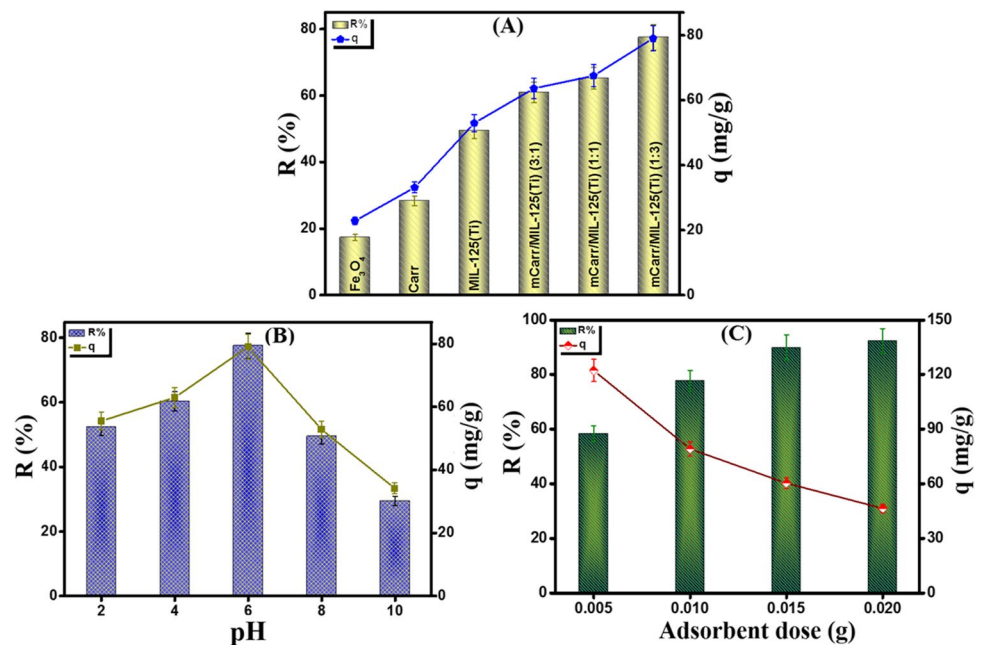 (A)
R%
q
80
60
40
20
0
R (%)
80
60
40
20
0
q (mg/g)
Fe₃O₄
Carr
MIL-125(Ti)
mCarr/MIL-125(Ti) (3:1)
mCarr/MIL-125(Ti) (1:1)
mCarr/MIL-125(Ti) (1:3)
(B)
R%
q
80
60
40
20
0
R (%)
80
60
40
20
0
q (mg/g)
2 4 6 8 10
pH
(C)
R%
q
100
80
60
40
20
0
R (%)
150
120
90
60
30
0
q (mg/g)
0.005 0.010 0.015 0.020
Adsorbent dose (g)